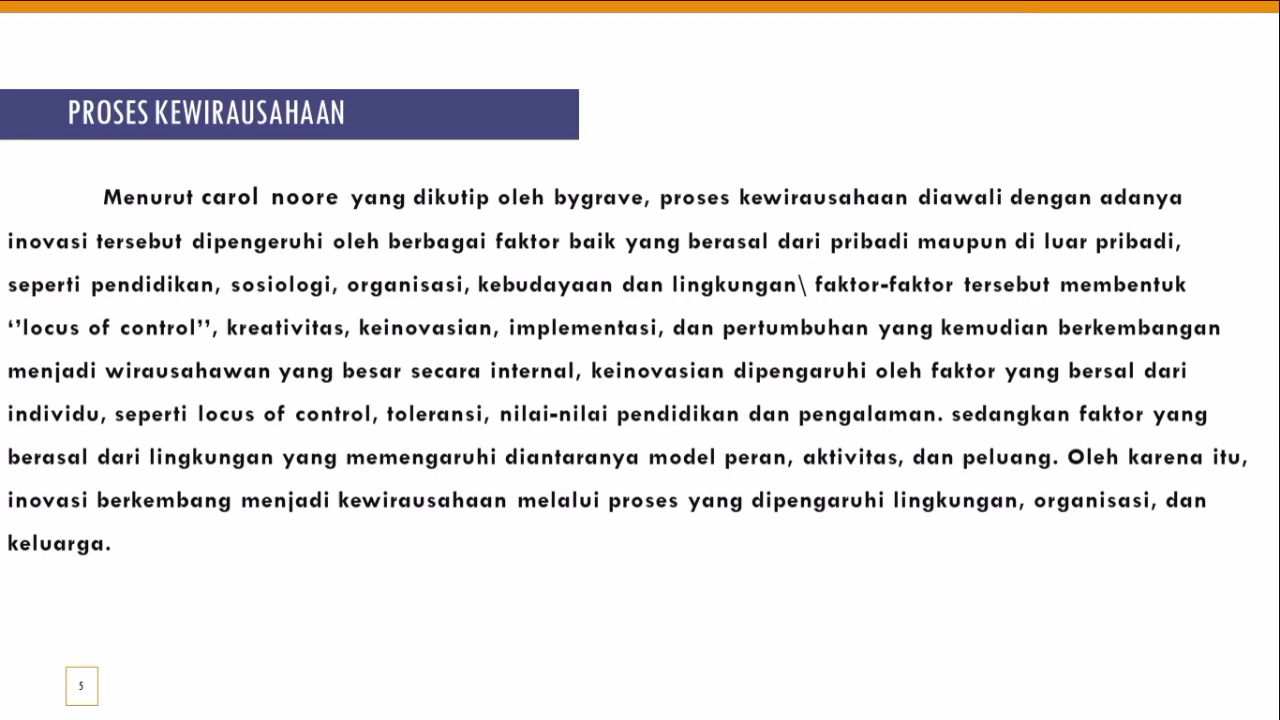 PROSES KEWIRAUSAHAAN
Menurut carol noore yang dikutip oleh bygrave, proses kewirausahaan diawali dengan adanya
inovasi tersebut dipengeruhi oleh berbagai faktor baik yang berasal dari pribadi maupun di luar pribadi,
seperti pendidikan, sosiologi, organisasi, kebudayaan dan lingkungan\ faktor-faktor tersebut membentuk
‘’locus of control’’, kreativitas, keinovasian, implementasi, dan pertumbuhan yang kemudian berkembangan
menjadi wirausahawan yang besar secara internal, keinovasian dipengaruhi oleh faktor yang bersal dari
individu, seperti locus of control, toleransi, nilai-nilai pendidikan dan pengalaman. sedangkan faktor yang
berasal dari lingkungan yang memengaruhi diantaranya model peran, aktivitas, dan peluang. Oleh karena itu,
inovasi berkembang menjadi kewirausahaan melalui proses yang dipengaruhi lingkungan, organisasi, dan
keluarga.
5